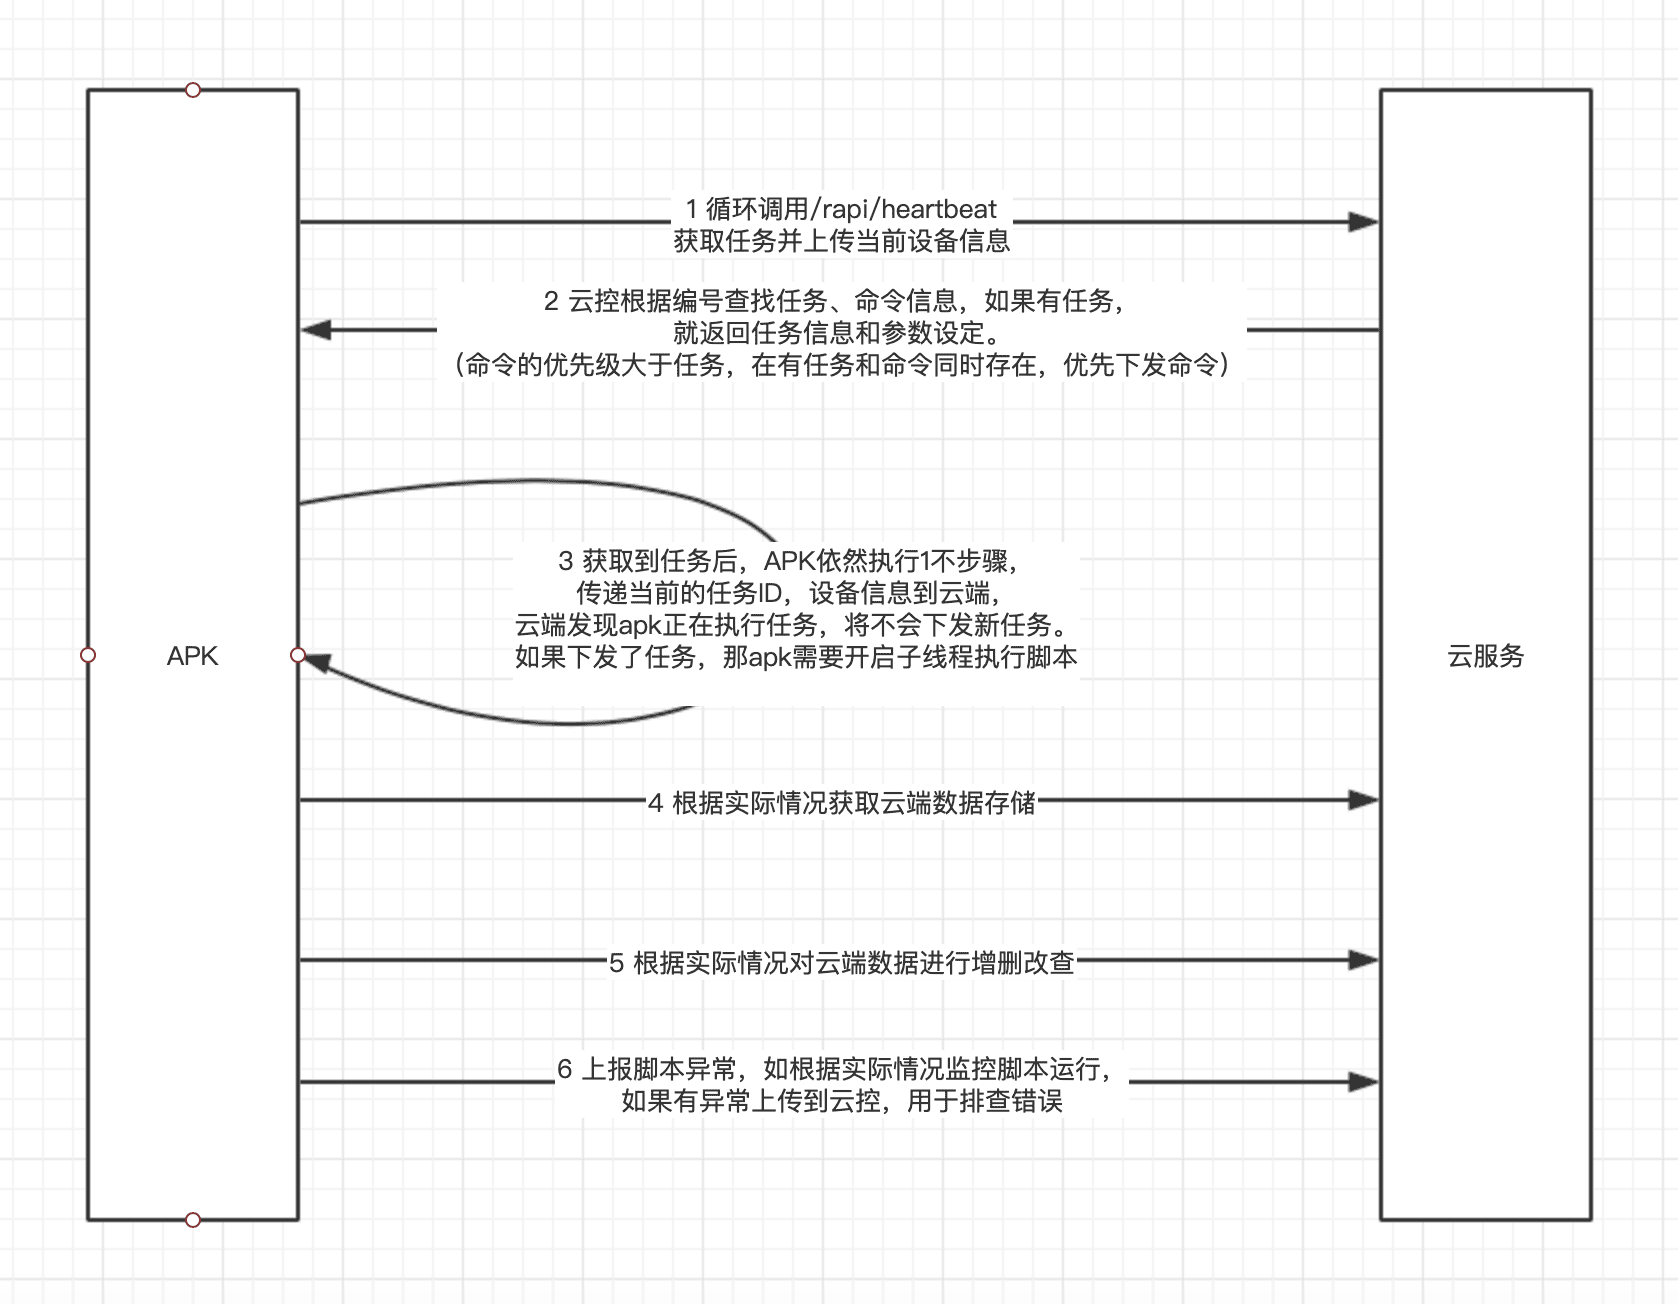 1 循环调用/rapi/heartbeat
获取任务并上传当前设备信息
2 云控根据编号查找任务、命令信息，如果有任务，
就返回任务信息和参数设定。
（命令的优先级大于任务，在有任务和命令同时存在，优先下发命令）
3 获取到任务后，APK依然执行1不步骤，
传递当前的任务ID，设备信息到云端，
云端发现apk正在执行任务，将不会下发新任务。
如果下发了任务，那apk需要开启子线程执行脚本
APK
云服务
4 根据实际情况获取云端数据存储
5 根据实际情况对云端数据进行增删改查
6 上报脚本异常，如根据实际情况监控脚本运行，
如果有异常上传到云控，用于排查错误